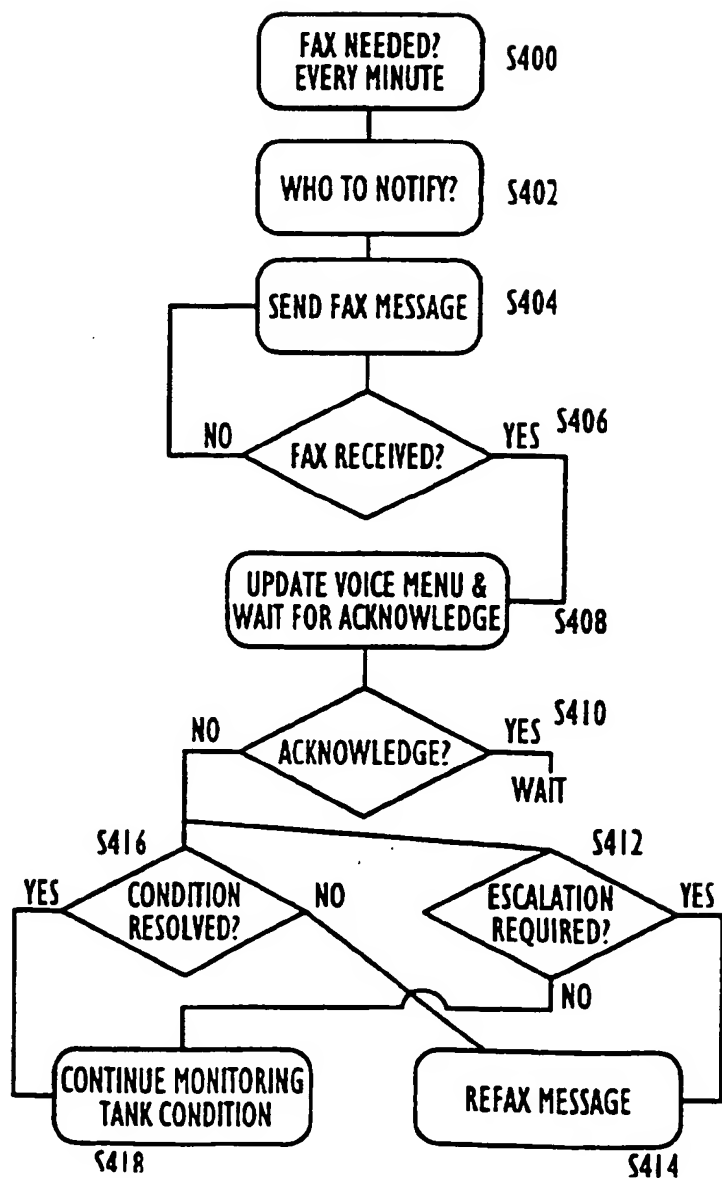 FAX NEEDED?
EVERY MINUTE
S400
WHO TO NOTIFY?
S402
SEND FAX MESSAGE
S404
NO
FAX RECEIVED?
YES
S406
UPDATE VOICE MENU &
WAIT FOR ACKNOWLEDGE
S408
NO
ACKNOWLEDGE?
YES
S410
WAIT
S416
YES
CONDITION
RESOLVED?
NO
S412
ESCALATION
REQUIRED?
YES
NO
CONTINUE MONITORING
TANK CONDITION
S418
REFAX MESSAGE
S414